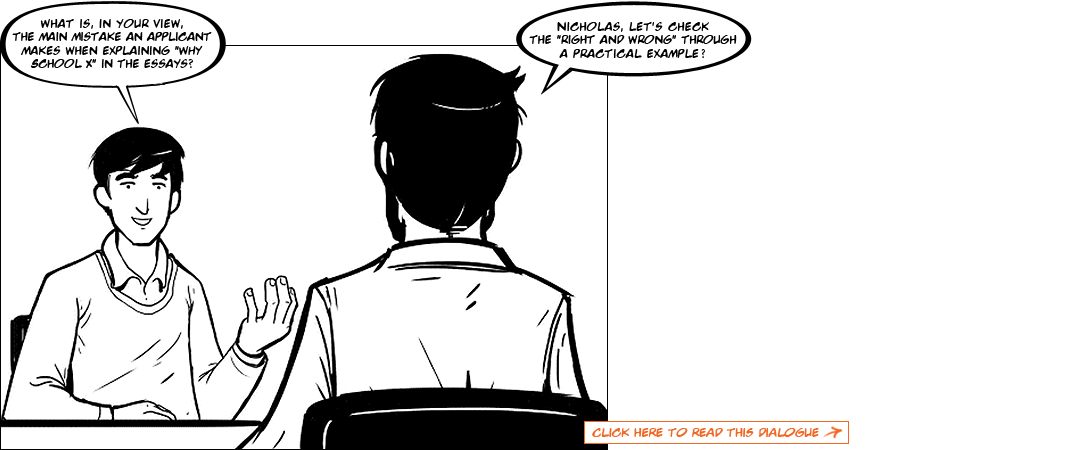 WHAT IS, IN YOUR VIEW,
THE MAIN MISTAKE AN APPLICANT
MAKES WHEN EXPLAINING "WHY
SCHOOL X" IN THE ESSAYS?
NICHOLAS, LET'S CHECK
THE "RIGHT AND WRONG" THROUGH
A PRACTICAL EXAMPLE?
CLICK HERE TO READ THIS DIALOGUE